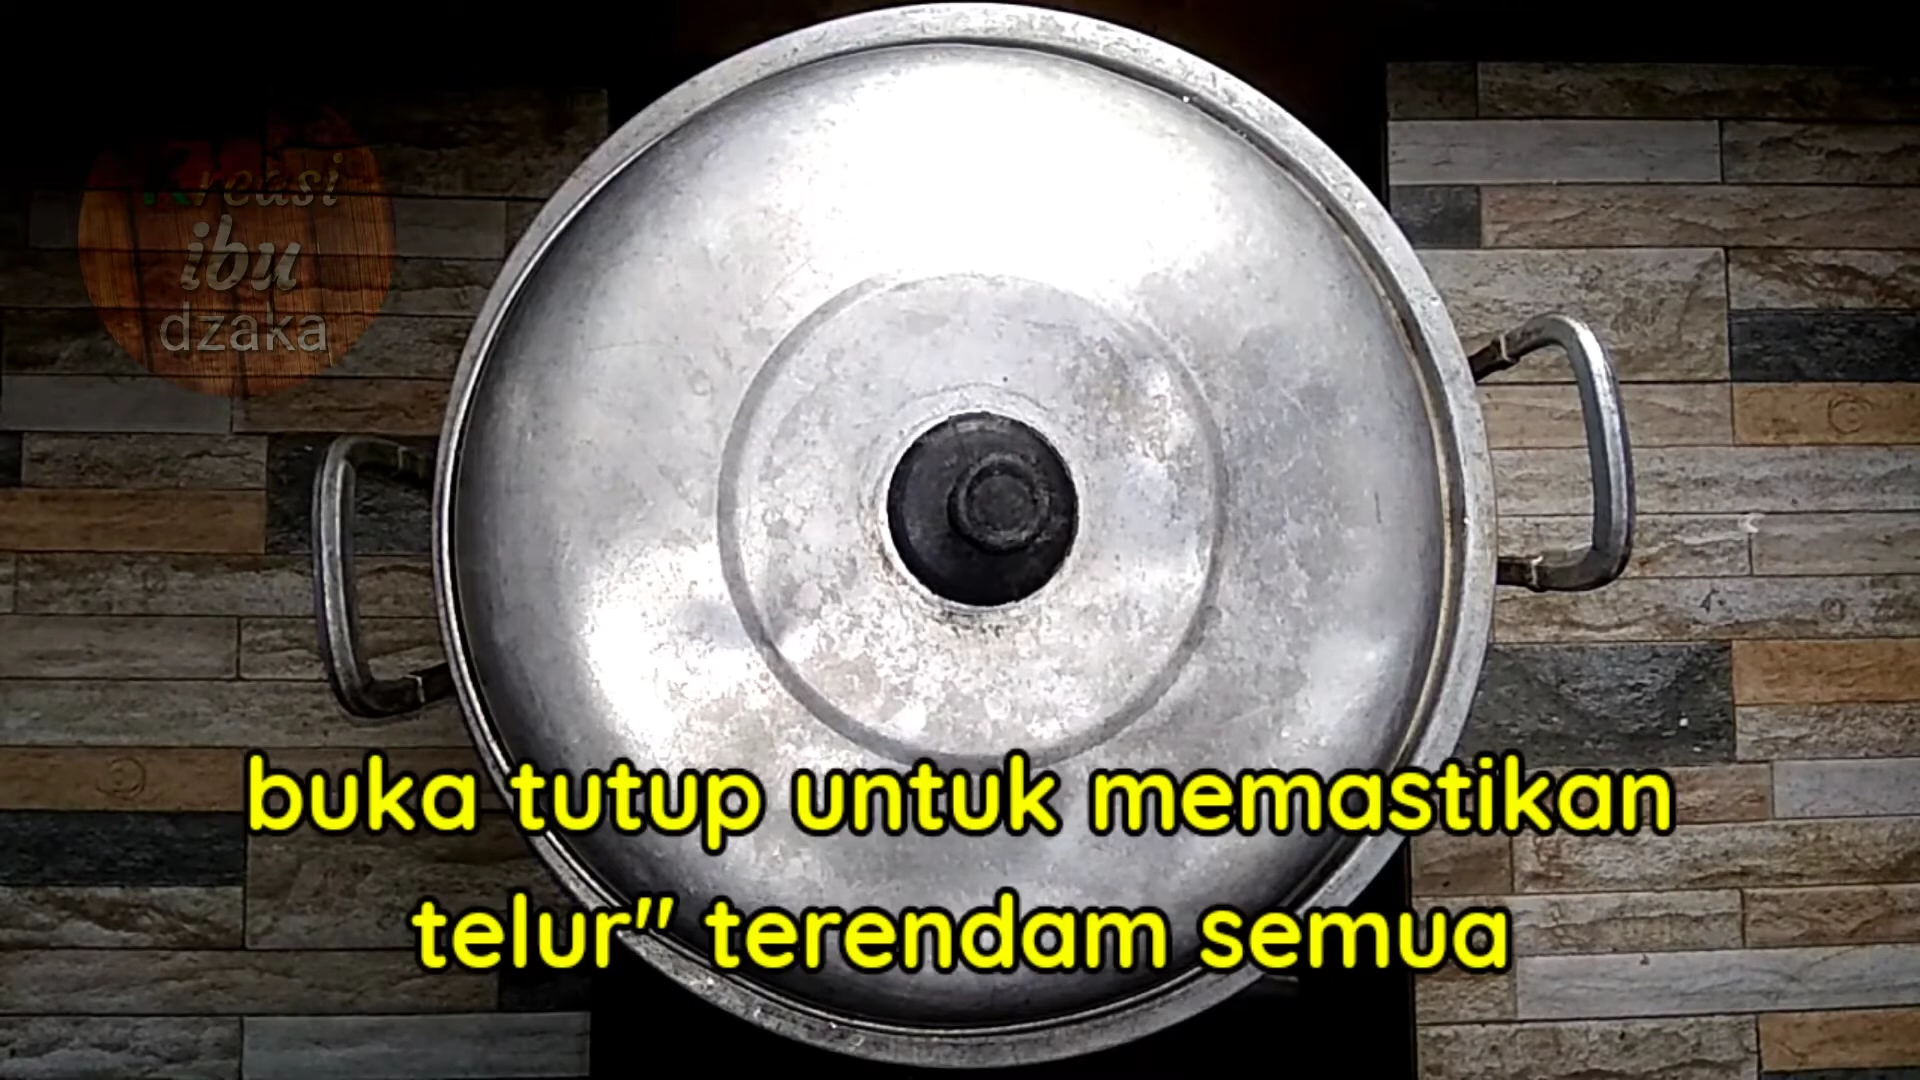 Kreasi
ibu
dzaka
buka tutup untuk memastikan
telur" terendam semua